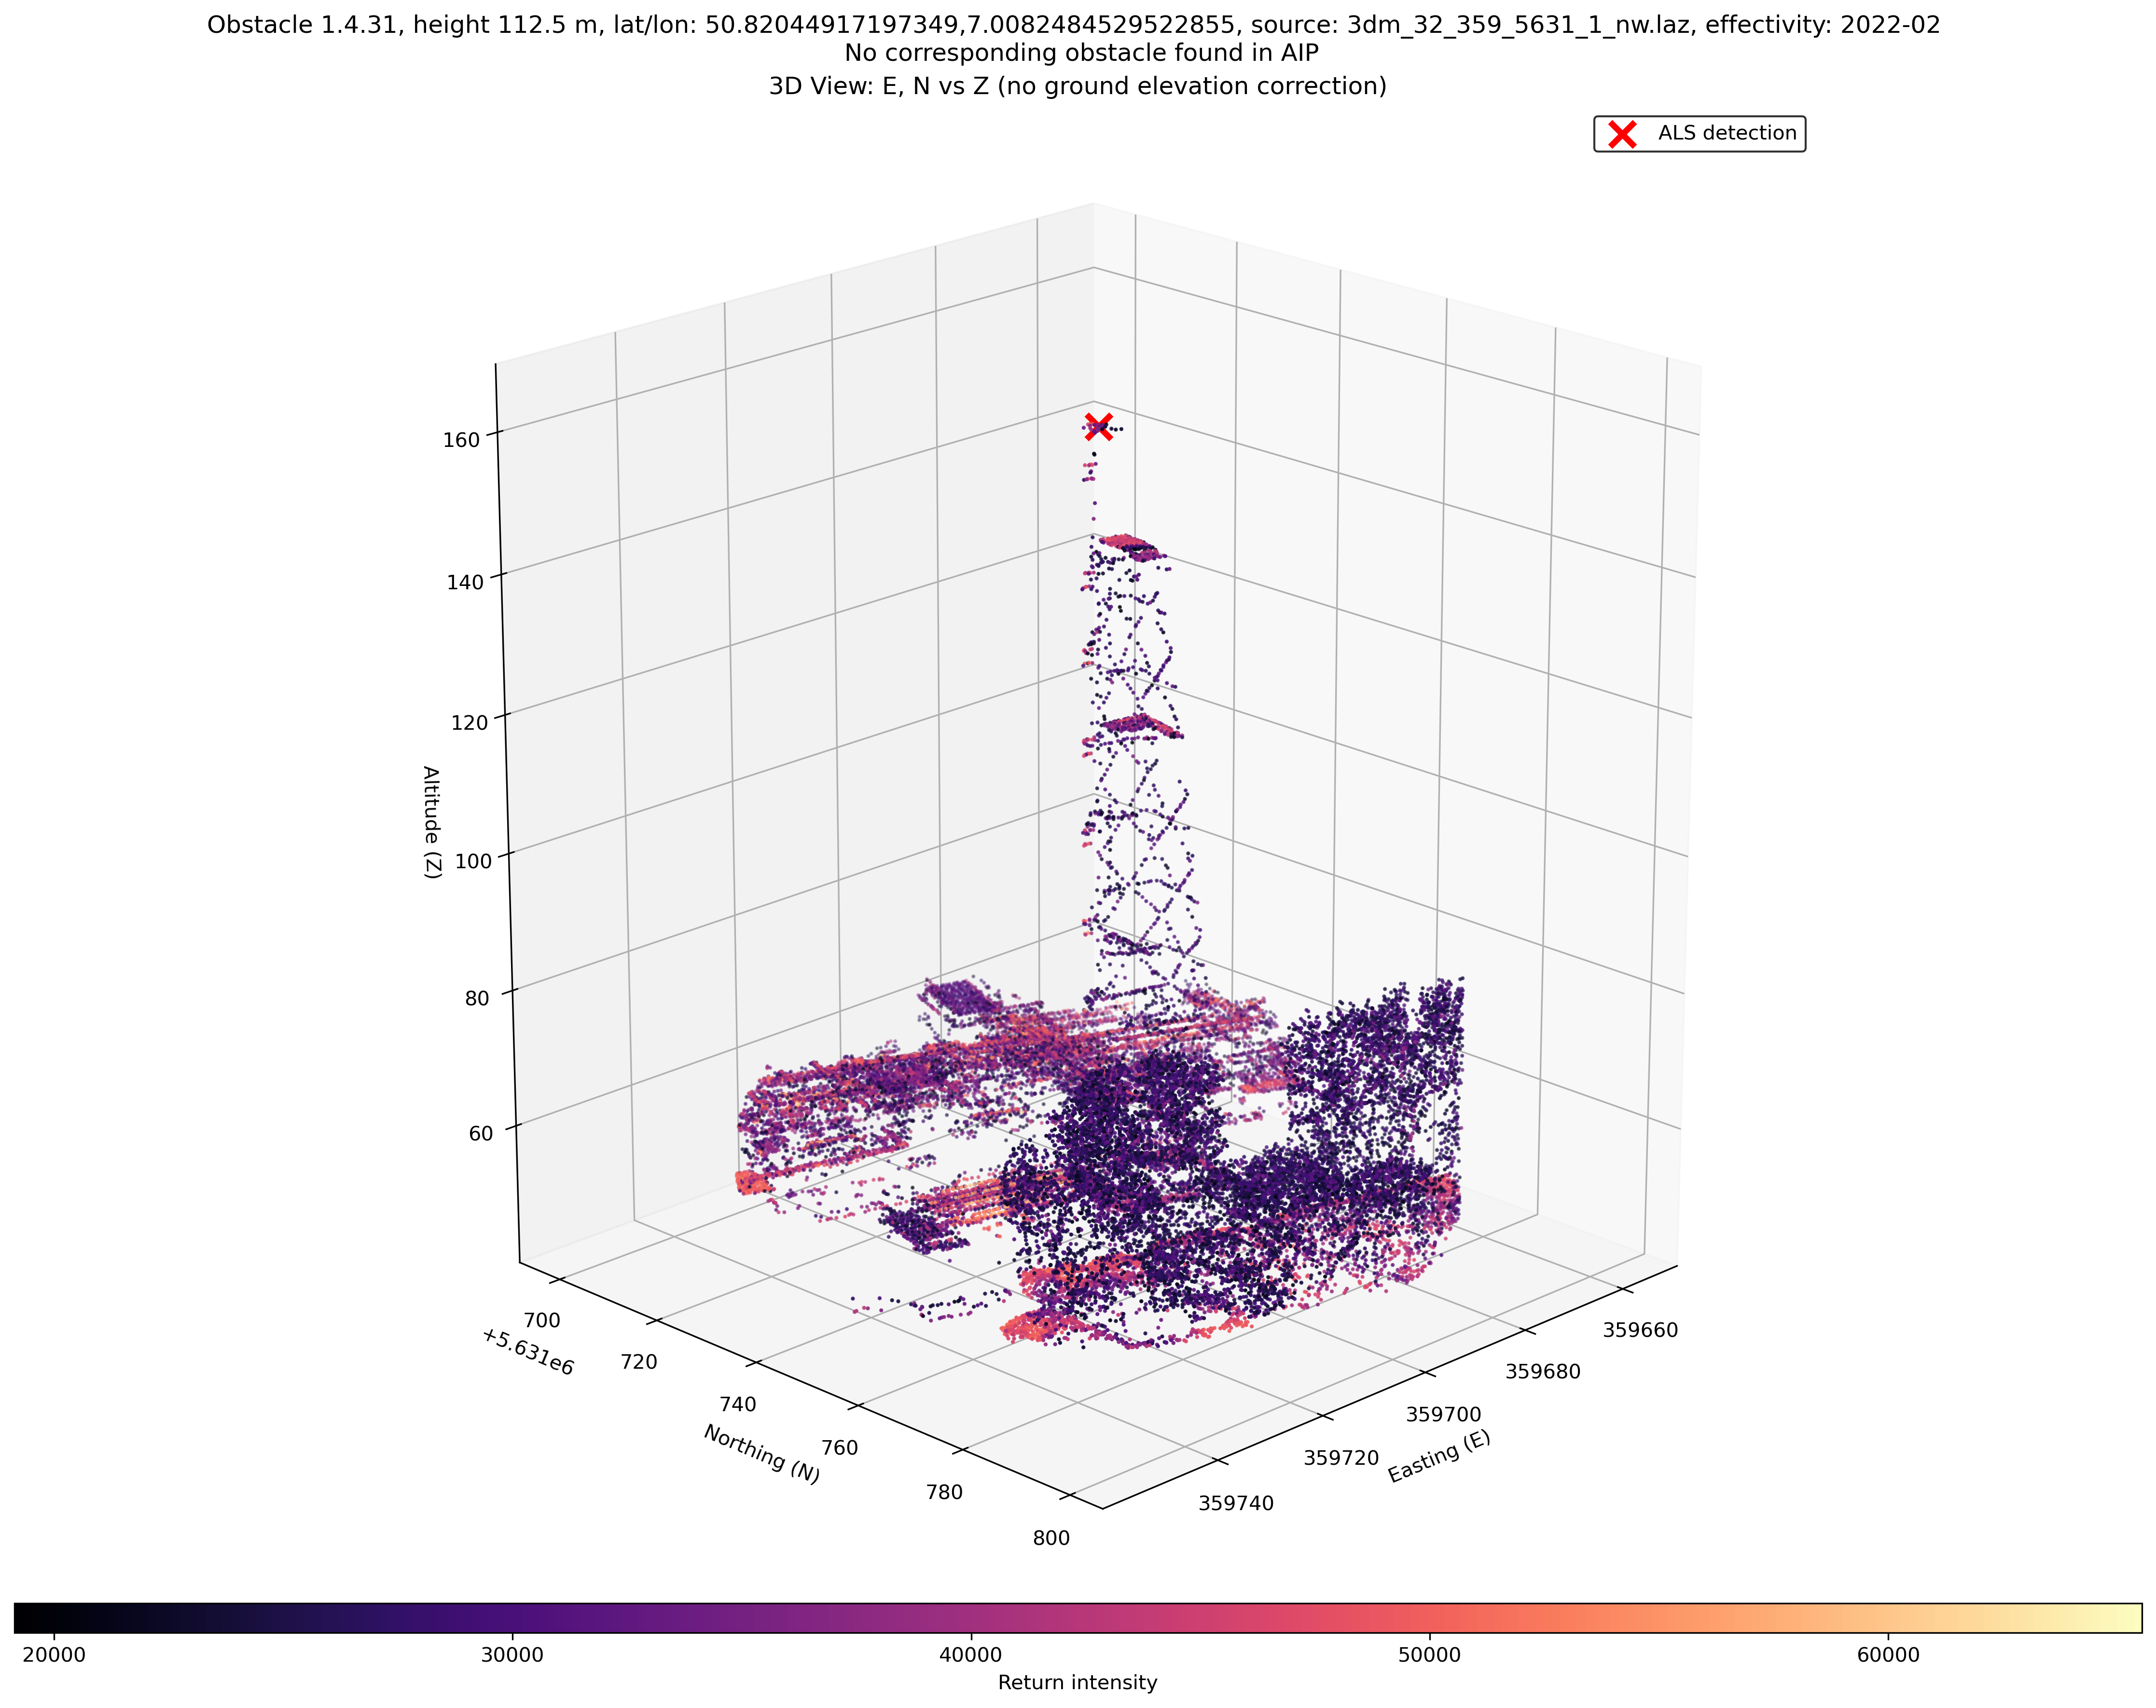 Obstacle 1.4.31, height 112.5 m, lat/lon: 50.82044917197349,7.0082484529522855, source: 3dm_32_359_5631_1_nw.laz, effectivity: 2022-02
No corresponding obstacle found in AIP
3D View: E, N vs Z (no ground elevation correction)
ALS detection
160
140
120
100
80
60
Altitude (Z)
700
720
740
760
780
800
+5.631e6
Northing (N)
359660
359680
359700
359720
359740
Easting (E)
20000
30000
40000
50000
60000
Return intensity